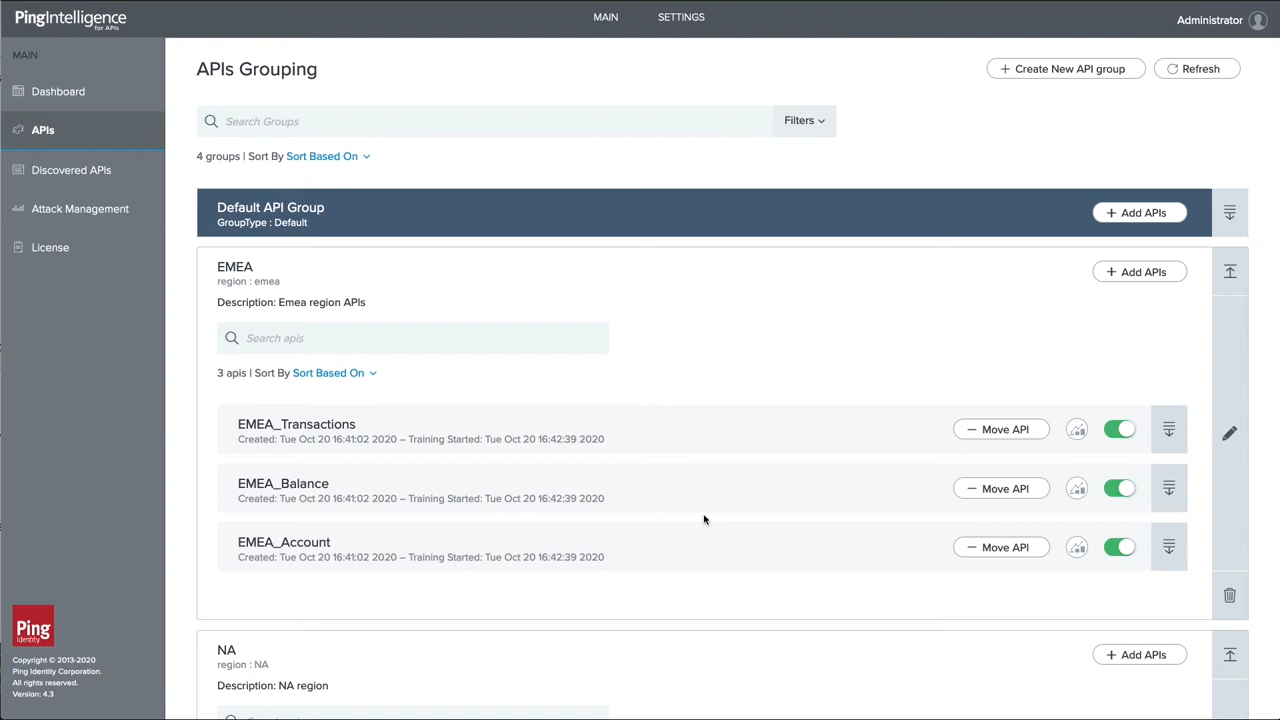 PingIntelligence
for APIs
MAIN
SETTINGS
Administrator
MAIN
Dashboard
APIs
Discovered APIs
Attack Management
License
Ping
Identity.
Copyright © 2013-2020
Ping Identity Corporation.
All rights reserved.
Version: 4.3
APIs Grouping
+ Create New API group
Refresh
Search Groups
Filters
4 groups | Sort By Sort Based On
Default API Group
GroupType : Default
+ Add APIs
EMEA
region : emea
+ Add APIs
Description: Emea region APIs
Search apis
3 apis | Sort By Sort Based On
EMEA_Transactions
Created: Tue Oct 20 16:41:02 2020 – Training Started: Tue Oct 20 16:42:39 2020
— Move API
EMEA_Balance
Created: Tue Oct 20 16:41:02 2020 – Training Started: Tue Oct 20 16:42:39 2020
— Move API
EMEA_Account
Created: Tue Oct 20 16:41:02 2020 – Training Started: Tue Oct 20 16:42:39 2020
— Move API
NA
region : NA
+ Add APIs
Description: NA region